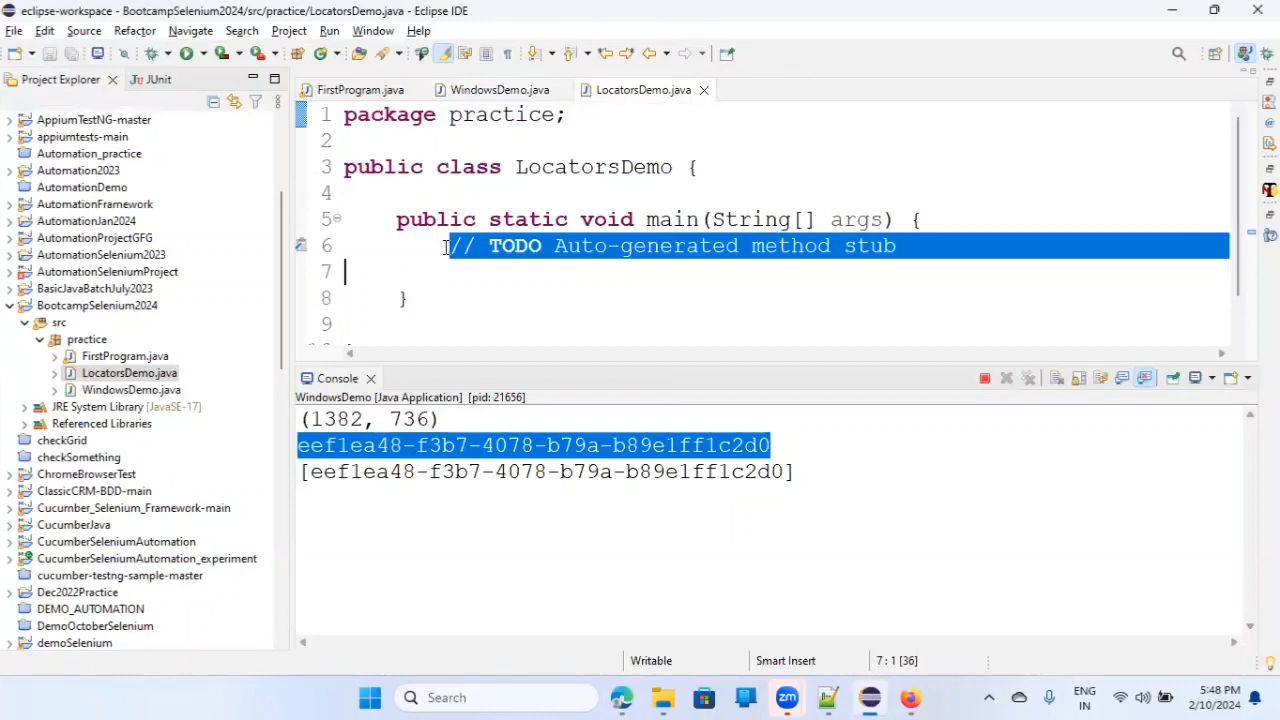 eclipse-workspace - BootcampSelenium2024/src/practice/LocatorsDemo.java - Eclipse IDE
File Edit Source Refactor Navigate Search Project Run Window Help
Project Explorer JUnit
FirstProgram.java WindowsDemo.java LocatorsDemo.java
AppiumTestNG-master
appiumtests-main
Automation_practice
Automation2023
AutomationDemo
AutomationFramework
AutomationJan2024
AutomationProjectGFG
AutomationSelenium2023
AutomationSeleniumProject
BasicJavaBatchJuly2023
BootcampSelenium2024
src
practice
FirstProgram.java
LocatorsDemo.java
WindowsDemo.java
JRE System Library [JavaSE-17]
Referenced Libraries
checkGrid
checkSomething
ChromeBrowserTest
ClassicCRM-BDD-main
Cucumber_Selenium_Framework-main
CucumberJava
CucumberSeleniumAutomation
CucumberSeleniumAutomation_experiment
cucumber-testng-sample-master
Dec2022Practice
DEMO_AUTOMATION
DemoOctoberSelenium
demoSelenium
1 package practice;
2
3 public class LocatorsDemo {
4
5 public static void main(String[] args) {
6 // TODO Auto-generated method stub
7
8 }
9
Console
WindowsDemo [Java Application] [pid: 21656]
(1382, 736)
eef1ea48-f3b7-4078-b79a-b89e1ff1c2d0
[eef1ea48-f3b7-4078-b79a-b89e1ff1c2d0]
Writable Smart Insert 7 : 1 [36]
Search
zm
ENG
IN
5:48 PM
2/10/2024